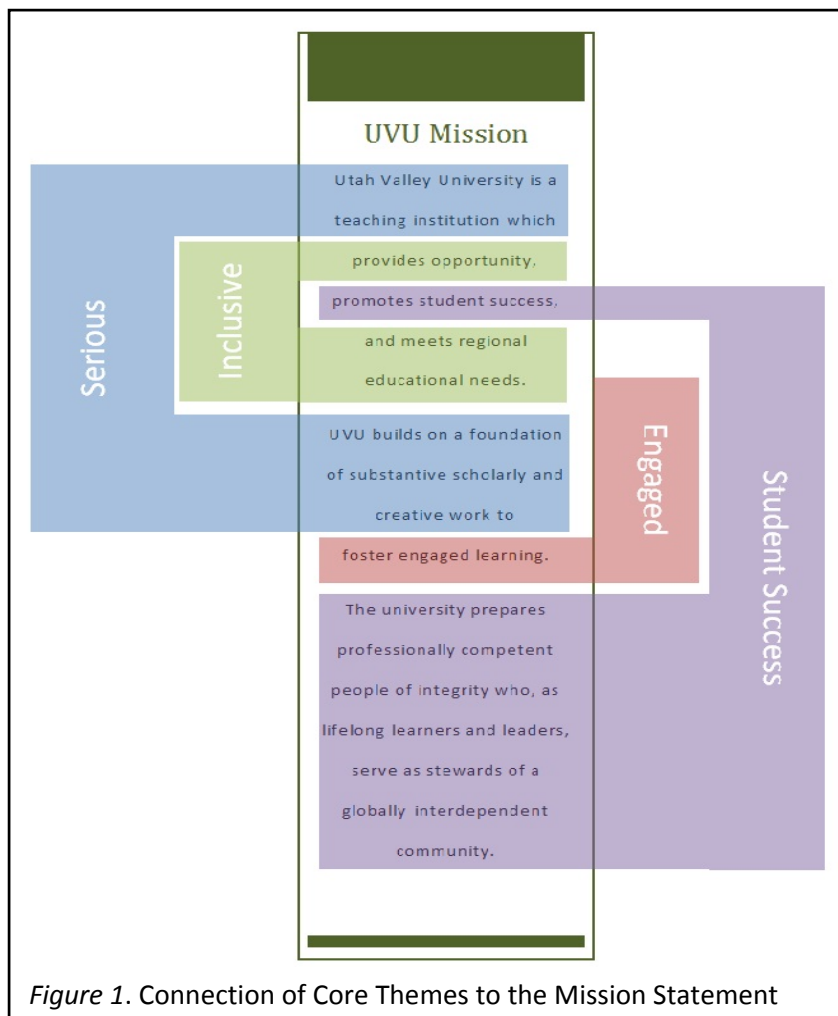 UVU Mission
Utah Valley University is a
teaching institution which
provides opportunity,
promotes student success,
and meets regional
educational needs.
UVU builds on a foundation
of substantive scholarly and
creative work to
foster engaged learning.
The university prepares
professionally competent
people of integrity who, as
lifelong learners and leaders,
serve as stewards of a
globally interdependent
community.
Serious
Inclusive
Engaged
Student Success
Figure 1. Connection of Core Themes to the Mission Statement